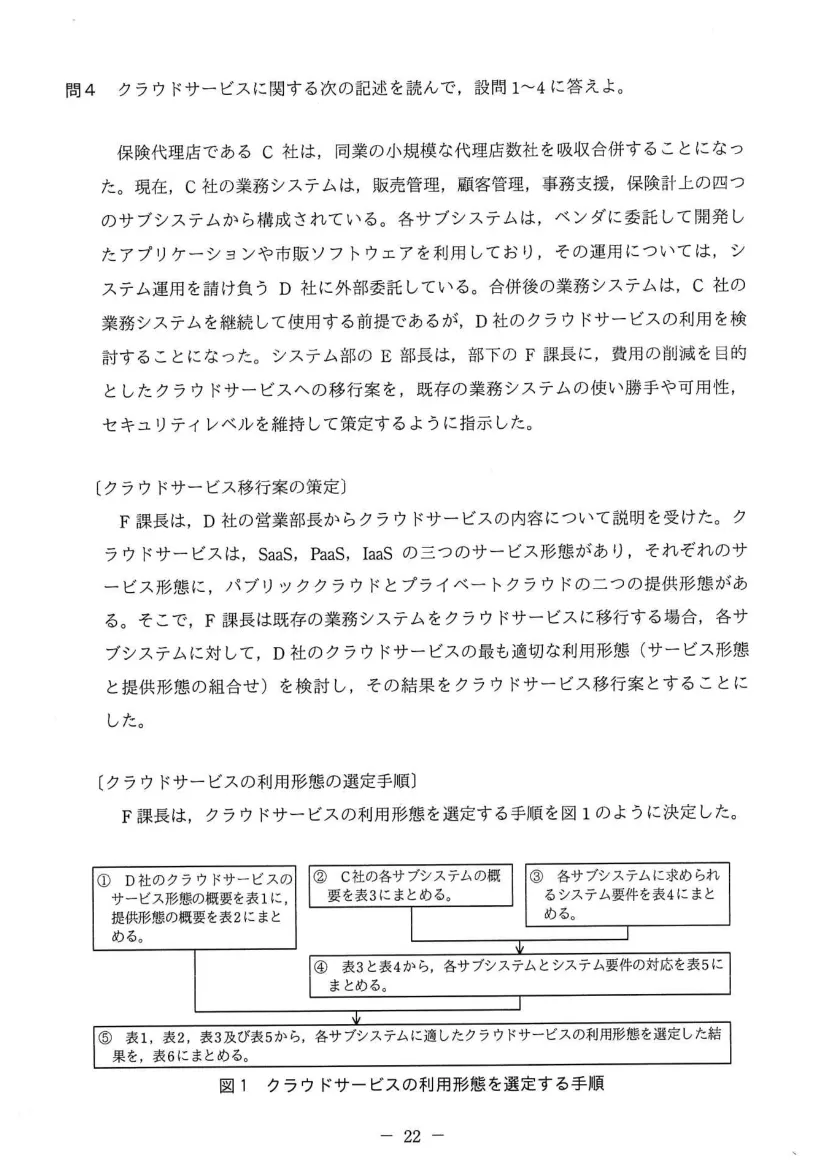 問4 クラウドサービスに関する次の記述を読んで，設問1～4に答えよ。
保険代理店である C 社は，同業の小規模な代理店数社を吸収合併することになっ
た。現在，C 社の業務システムは，販売管理，顧客管理，事務支援，保険計上の四つ
のサブシステムから構成されている。各サブシステムは，ベンダに委託して開発し
たアプリケーションや市販ソフトウェアを利用しており，その運用については，シ
ステム運用を請け負う D 社に外部委託している。合併後の業務システムは，C 社の
業務システムを継続して使用する前提であるが，D 社のクラウドサービスの利用を検
討することになった。システム部の E 部長は，部下の F 課長に，費用の削減を目的
としたクラウドサービスへの移行案を，既存の業務システムの使い勝手や可用性，
セキュリティレベルを維持して策定するように指示した。
〔クラウドサービス移行案の策定〕
F 課長は，D 社の営業部長からクラウドサービスの内容について説明を受けた。ク
ラウドサービスは，SaaS，PaaS，IaaS の三つのサービス形態があり，それぞれのサ
ービス形態に，パブリッククラウドとプライベートクラウドの二つの提供形態があ
る。そこで，F 課長は既存の業務システムをクラウドサービスに移行する場合，各サ
ブシステムに対して，D 社のクラウドサービスの最も適切な利用形態（サービス形態
と提供形態の組合せ）を検討し，その結果をクラウドサービス移行案とすることに
した。
〔クラウドサービスの利用形態の選定手順〕
F 課長は，クラウドサービスの利用形態を選定する手順を図 1 のように決定した。
① D社のクラウドサービスの
サービス形態の概要を表1に，
提供形態の概要を表2にまと
める。
② C社の各サブシステムの概
要を表3にまとめる。
③ 各サブシステムに求められ
るシステム要件を表4にまと
める。
④ 表3と表4から，各サブシステムとシステム要件の対応を表5に
まとめる。
⑤ 表1，表2，表3及び表5から，各サブシステムに適したクラウドサービスの利用形態を選定した結
果を，表6にまとめる。
図1 クラウドサービスの利用形態を選定する手順
－ 22 －